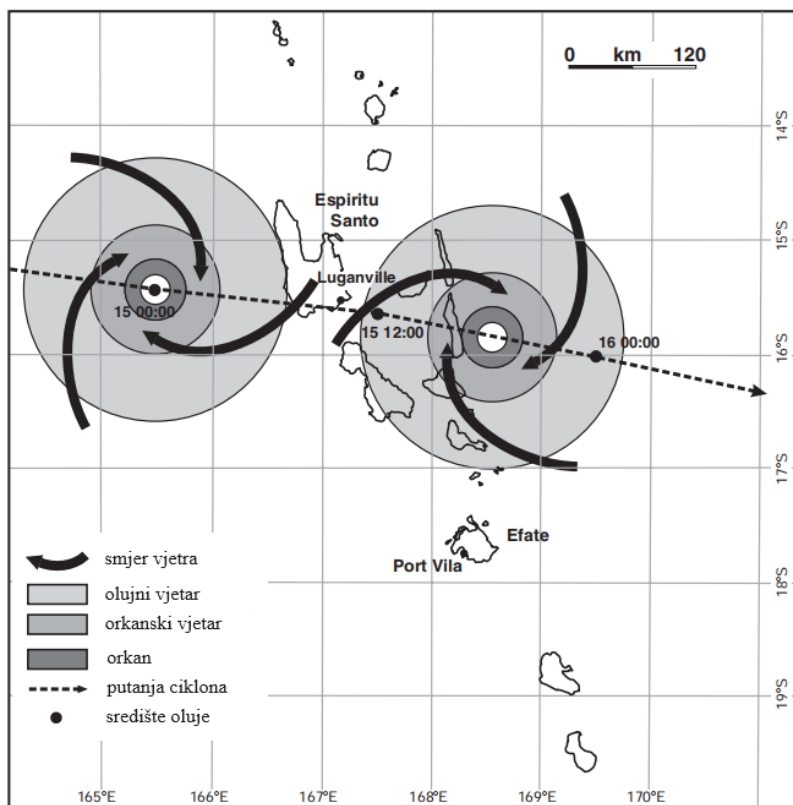 0 km 120
14°S
Espiritu
Santo
15°S
Luganville
15 00:00
15 12:00
16 00:00
16°S
17°S
Efate
Port Vila
18°S
19°S
smjer vjetra
olujni vjetar
orkanski vjetar
orkan
putanja ciklona
središte oluje
165°E 166°E 167°E 168°E 169°E 170°E